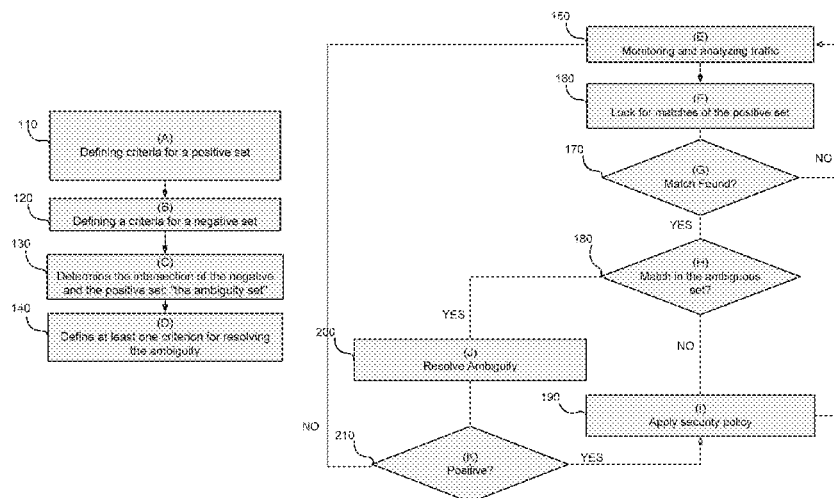 110
(A)
Defining criteria for a positive set
120
(B)
Defining a criteria for a negative set
130
(C)
Determine the intersection of the negative
and the positive set: "the ambiguity set"
140
(D)
Define at least one criterion for resolving
the ambiguity
150
(E)
Monitoring and analyzing traffic
160
(F)
Look for matches of the positive set
170
(G)
Match Found?
NO
YES
180
(H)
Match in the ambiguous
set?
YES
NO
200
(J)
Resolve Ambiguity
190
(I)
Apply security policy
NO
210
(K)
Positive?
YES